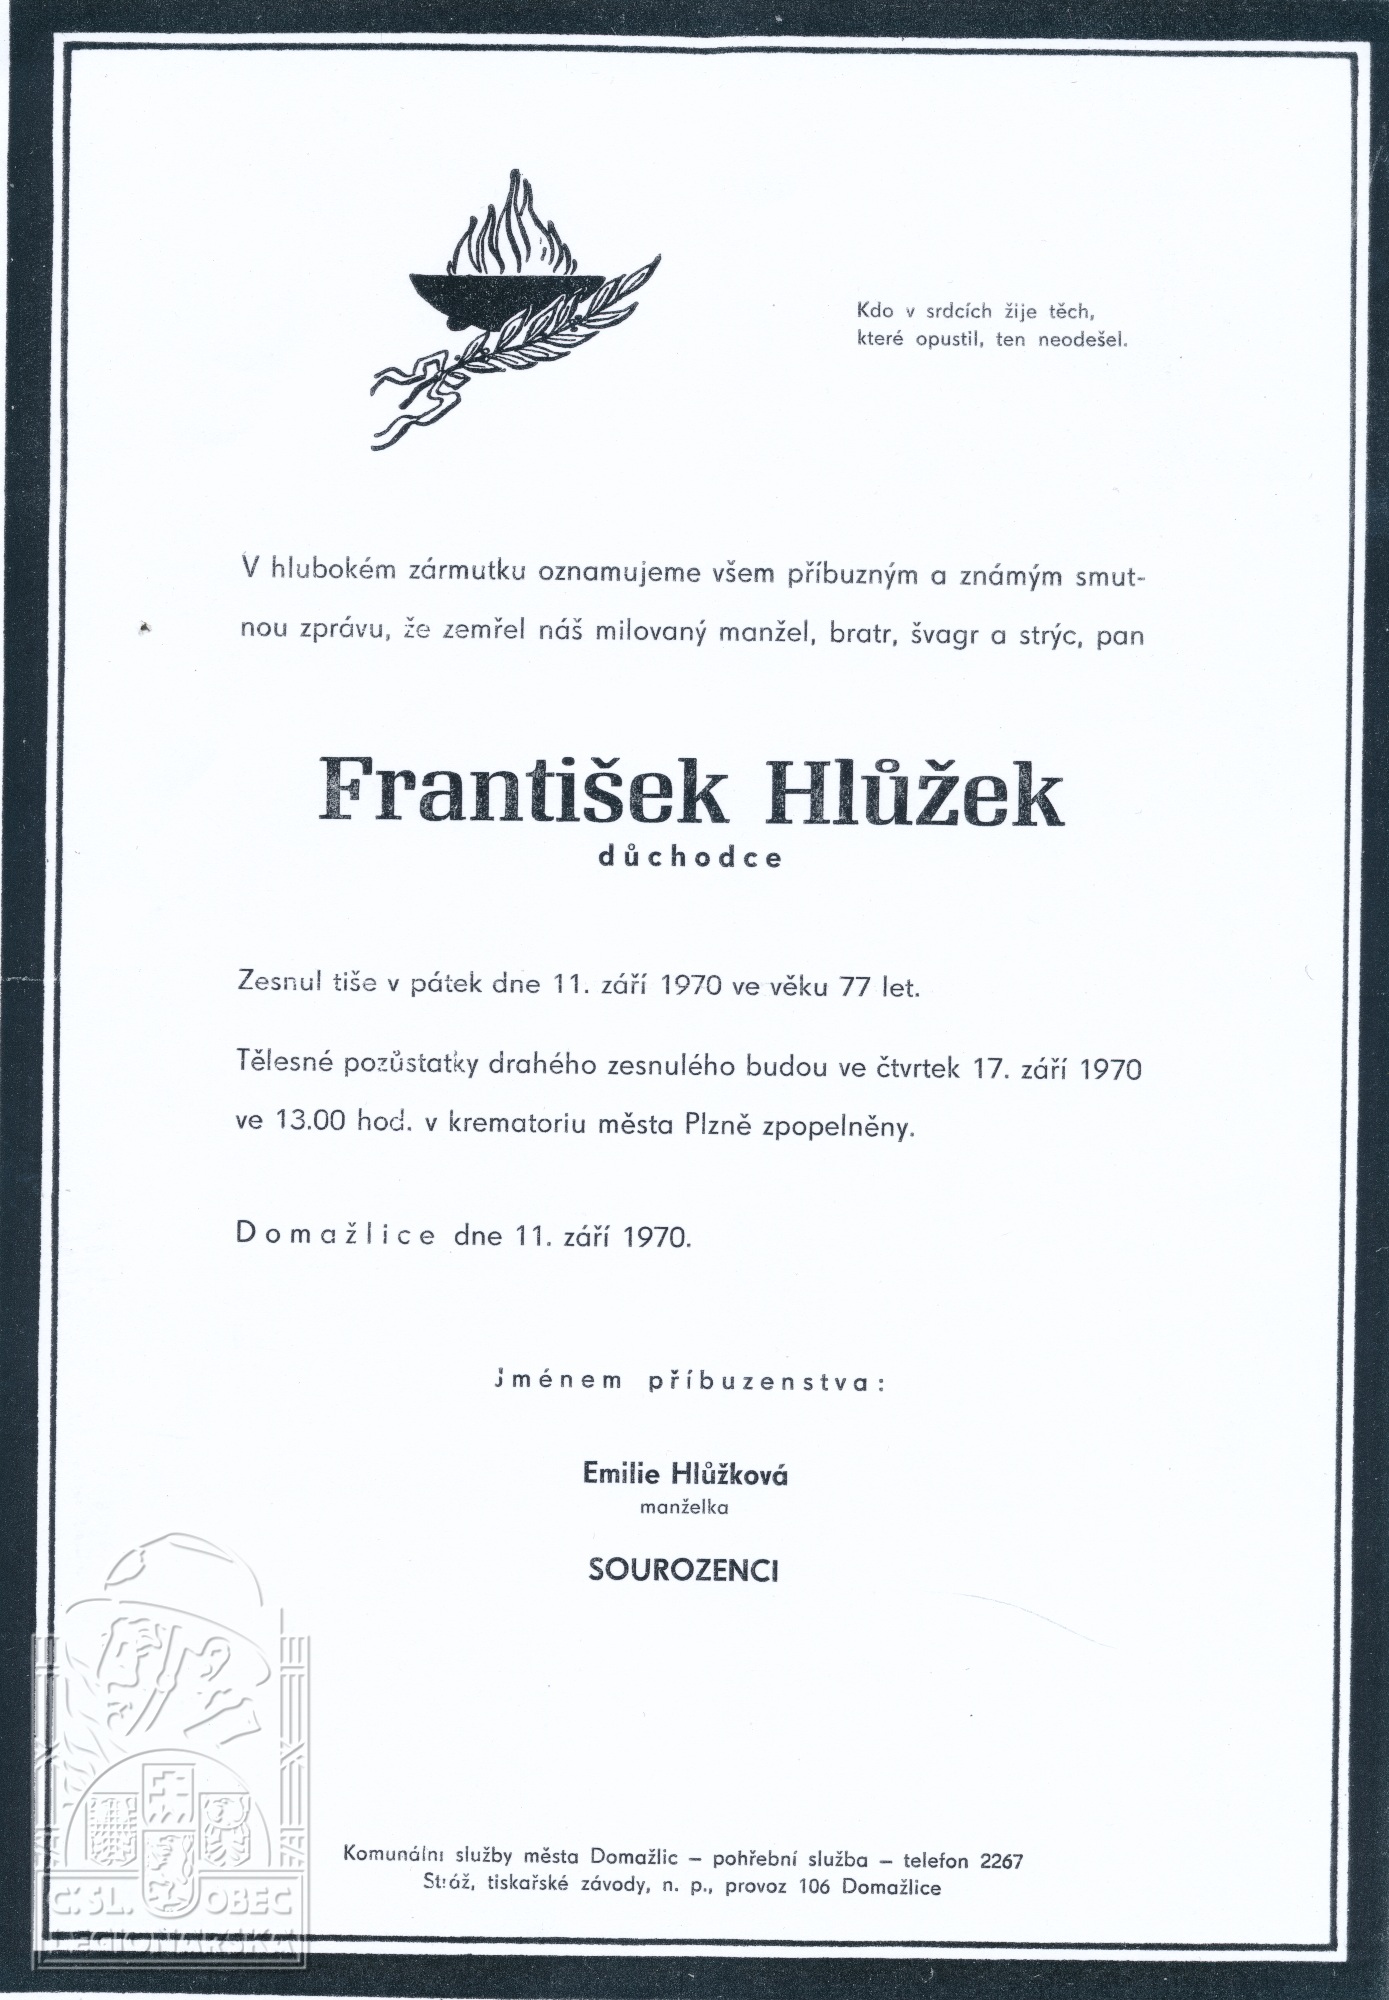 Kdo v srdcích žije těch,
které opustil, ten neodešel.
V hlubokém zármutku oznamujeme všem příbuzným a známým smut-
nou zprávu, že zemřel náš milovaný manžel, bratr, švagr a strýc, pan
František Hlůžek
důchodce
Zesnul tiše v pátek dne 11. září 1970 ve věku 77 let.
Tělesné pozůstatky drahého zesnulého budou ve čtvrtek 17. září 1970
ve 13.00 hod. v krematoriu města Plzně zpopelněny.
Domažlice dne 11. září 1970.
Jménem příbuzenstva:
Emilie Hlůžková
manželka
SOUROZENCI
Komunální služby města Domažlic – pohřební služba – telefon 2267
Stráž, tiskařské závody, n. p., provoz 106 Domažlice
Č. SL. OBEC
LEGIONÁŘSKÁ